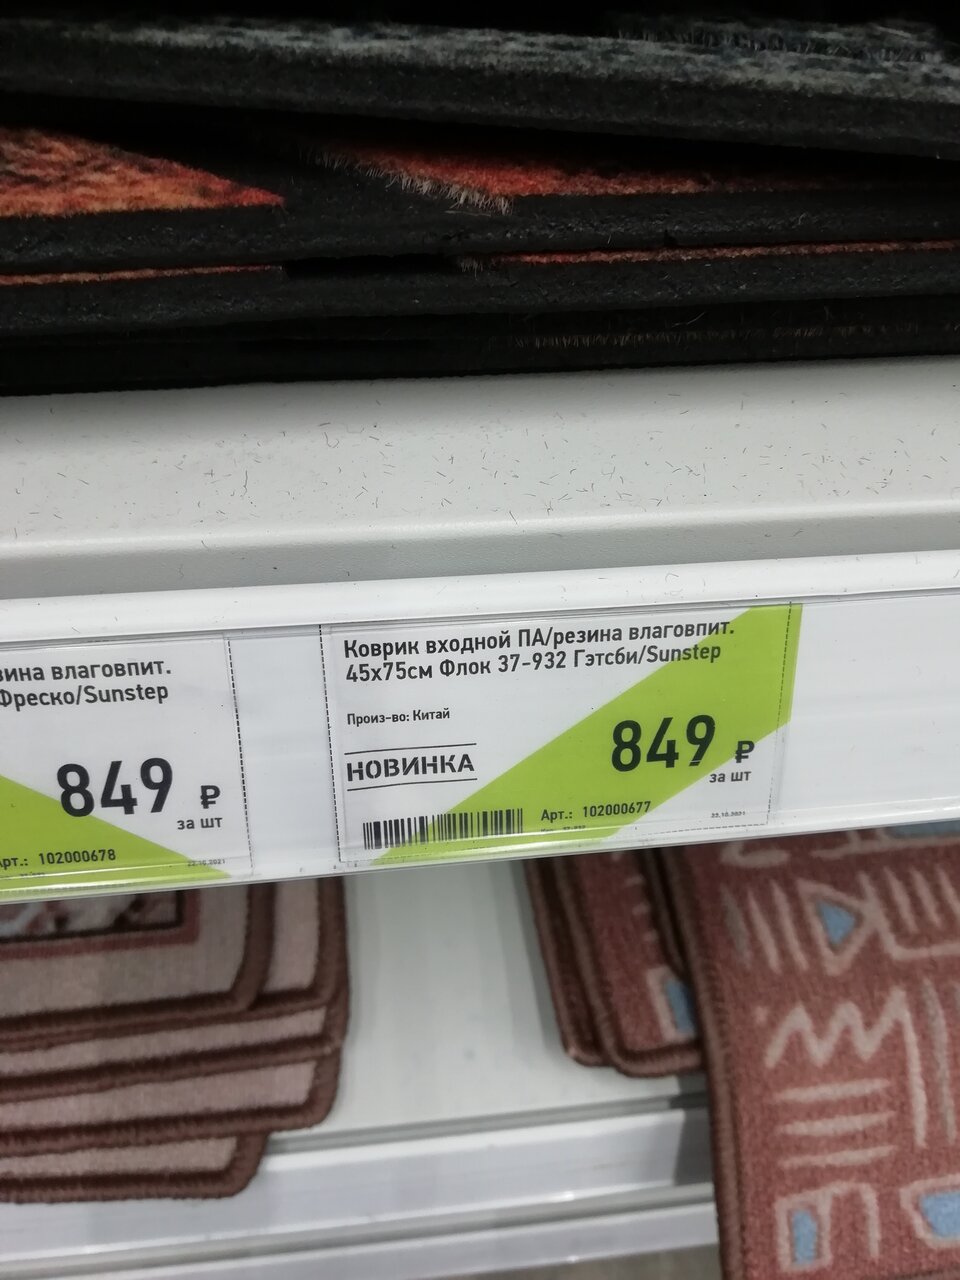 зина влаговпит.
Фреско/Sunstep
849 ₽
за шт
Арт.: 102000678
22.10.2021
Коврик входной ПА/резина влаговпит.
45х75см Флок 37-932 Гэтсби/Sunstep
Произ-во: Китай
НОВИНКА
849 ₽
за шт
Арт.: 102000677
22.10.2021